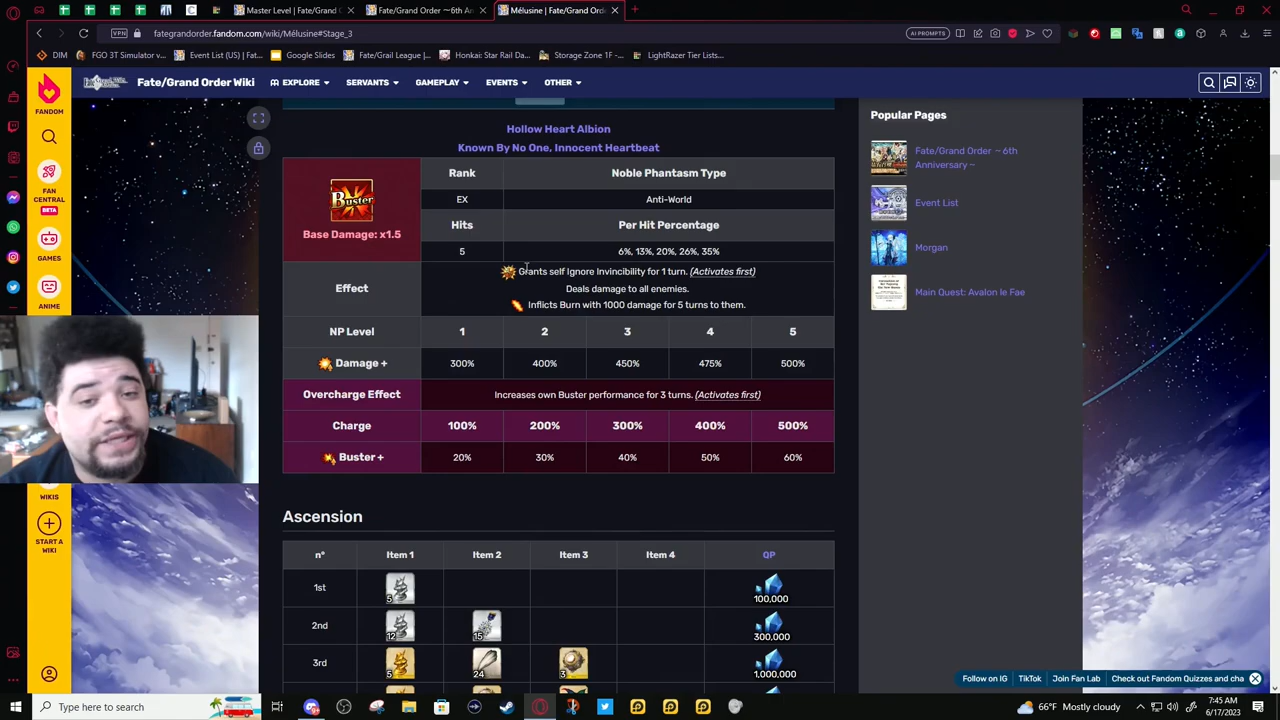 Master Level | Fate/Grand O
Fate/Grand Order ~6th An
Mélusine | Fate/Grand Orde
VPN
fategrandorder.fandom.com/wiki/Mélusine#Stage_3
AI PROMPTS
DIM
FGO 3T Simulator v...
Event List (US) | Fat...
Google Slides
Fate/Grail League |...
Honkai: Star Rail Da...
Storage Zone 1F -...
LightRazer Tier Lists...
Fate/Grand Order Wiki
EXPLORE
SERVANTS
GAMEPLAY
EVENTS
OTHER
FANDOM
FAN CENTRAL
BETA
GAMES
ANIME
WIKIS
START A WIKI
Hollow Heart Albion
Known By No One, Innocent Heartbeat
Rank
Noble Phantasm Type
EX
Anti-World
Buster
Base Damage: x1.5
Per Hit Percentage
5
6%, 13%, 20%, 26%, 35%
Effect
Grants self Ignore Invincibility for 1 turn. (Activates first)
Deals damage to all enemies.
Inflicts Burn with 1,000 damage for 5 turns to them.
NP Level 1 2 3 4 5
Damage + 300% 400% 450% 475% 500%
Overcharge Effect
Increases own Buster performance for 3 turns. (Activates first)
Charge 100% 200% 300% 400% 500%
Buster + 20% 30% 40% 50% 60%
Ascension
n° Item 1 Item 2 Item 3 Item 4 QP
1st 5 100,000
2nd 12 15 300,000
3rd 5 2 3 1,000,000
Popular Pages
Fate/Grand Order ~6th
Anniversary~
Event List
Morgan
Main Quest: Avalon le Fae
Follow on IG
TikTok
Join Fan Lab
Check out Fandom Quizzes and cha
Type here to search
66°F Mostly cloudy
7:45 AM
6/17/2023